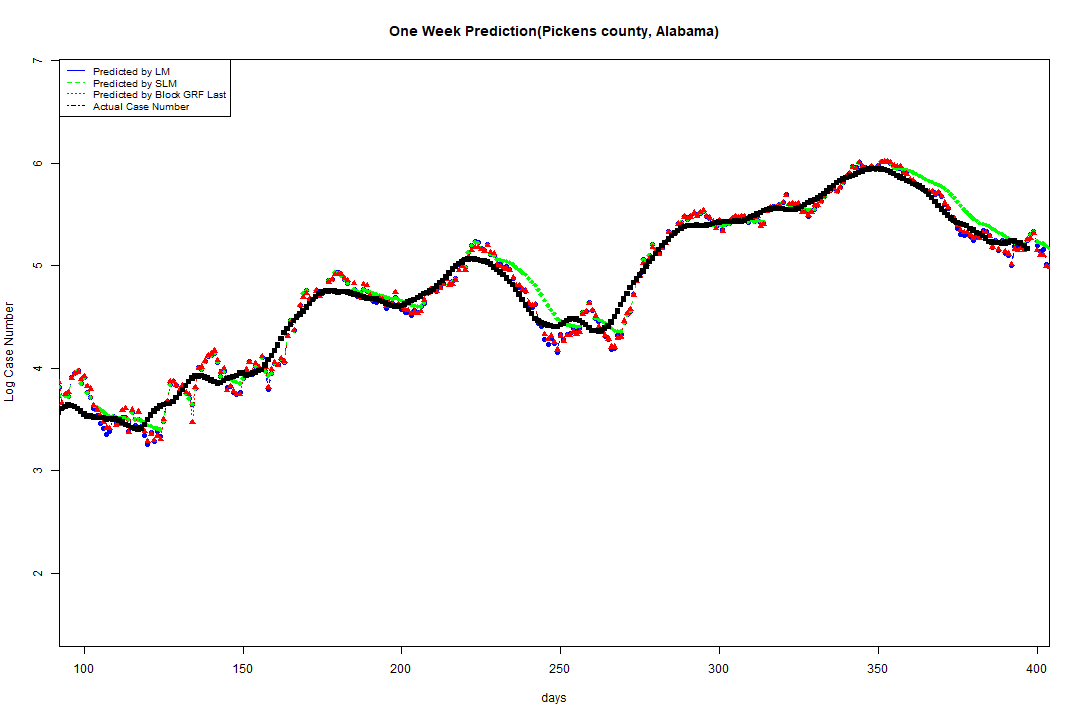 One Week Prediction(Pickens county, Alabama)
Predicted by LM
Predicted by SLM
Predicted by Block GRF Last
Actual Case Number
7
6
5
4
3
2
Log Case Number
100 150 200 250 300 350 400
days